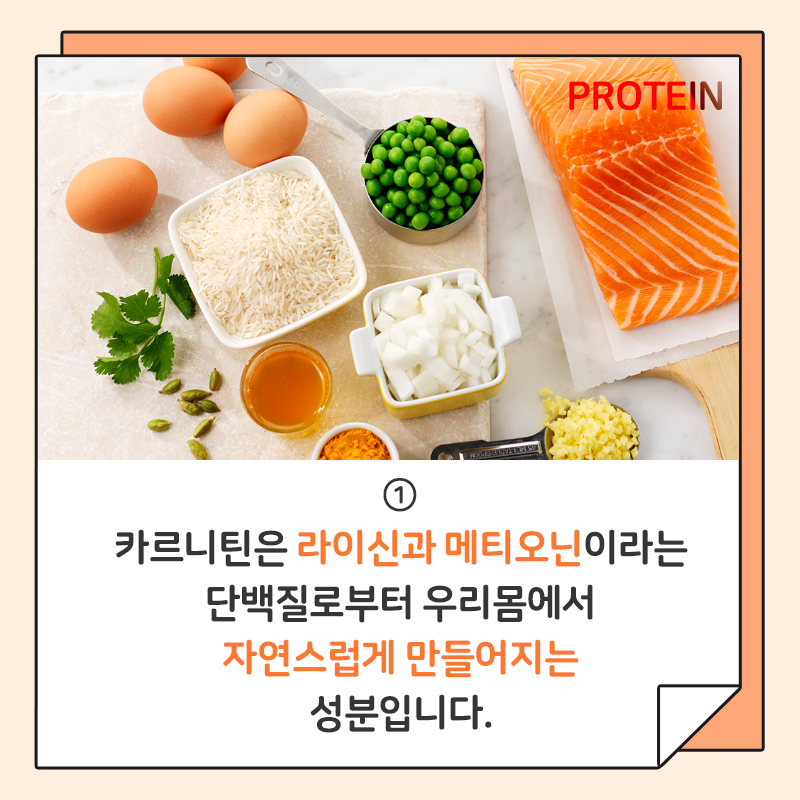 PROTEIN
①
카르니틴은 라이신과 메티오닌이라는
단백질로부터 우리몸에서
자연스럽게 만들어지는
성분입니다.